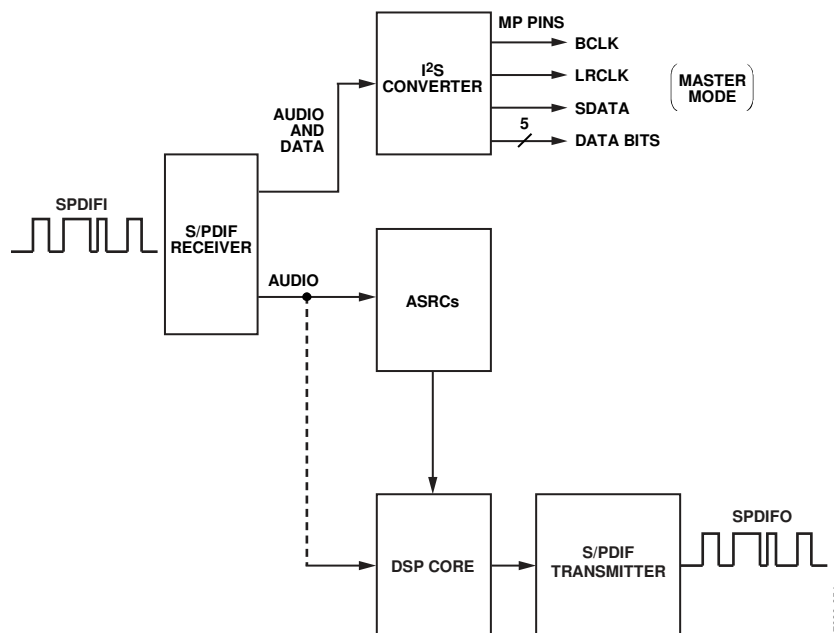 MP PINS
I²S
CONVERTER
BCLK
LRCLK
SDATA
5
DATA BITS
(MASTER
MODE)
AUDIO
AND
DATA
SPDIFI
S/PDIF
RECEIVER
AUDIO
ASRCs
DSP CORE
S/PDIF
TRANSMITTER
SPDIFO